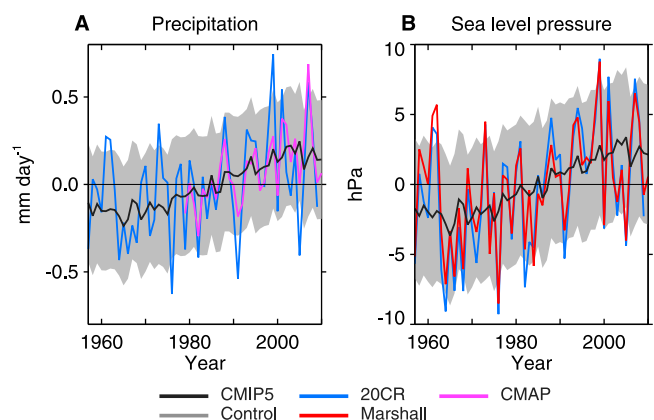 A Precipitation
0.5
0.0
-0.5
mm day-1
1960 1980 2000
Year
B Sea level pressure
10
5
0
-5
-10
hPa
1960 1980 2000
Year
CMIP5 20CR CMAP
Control Marshall